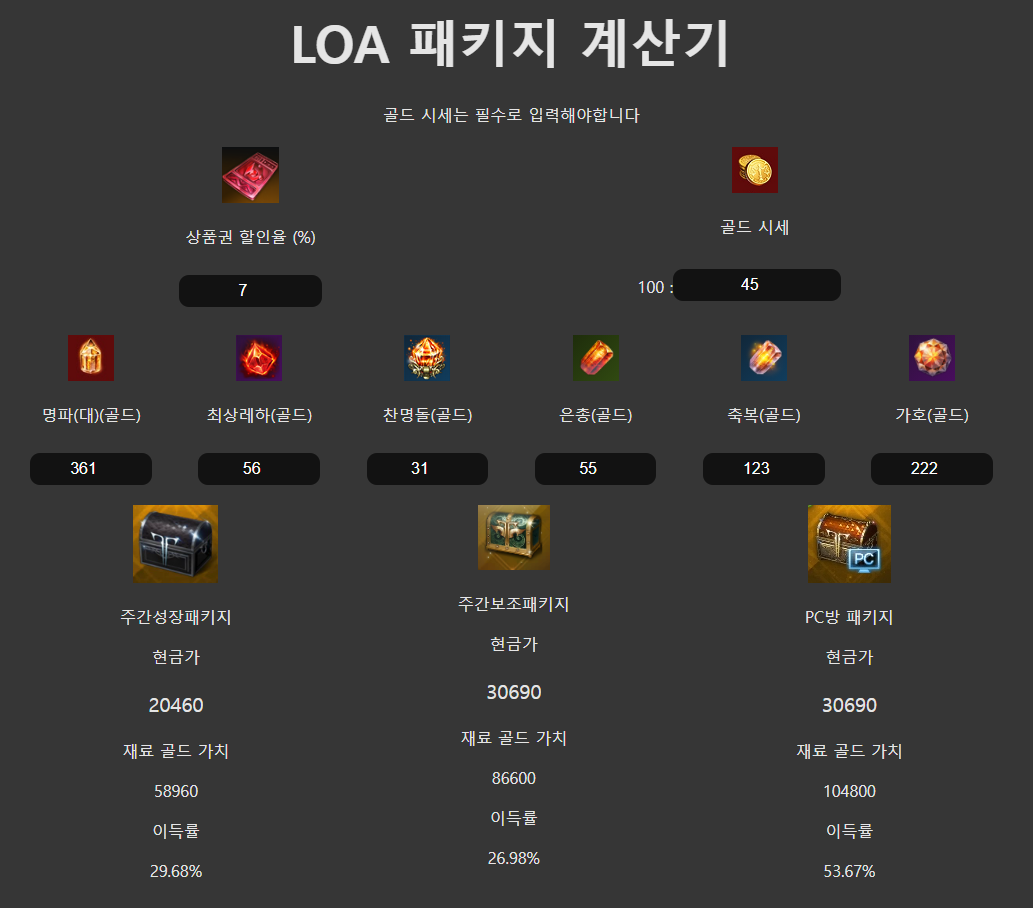 LOA 패키지 계산기
골드 시세는 필수로 입력해야합니다
상품권 할인율 (%)
골드 시세
7
100 : 45
명파(대)(골드) 최상레하(골드) 찬명돌(골드) 은총(골드) 축복(골드) 가호(골드)
361 56 31 55 123 222
PC
주간성장패키지
현금가
20460
재료 골드 가치
58960
이득률
29.68%
주간보조패키지
현금가
30690
재료 골드 가치
86600
이득률
26.98%
PC방 패키지
현금가
30690
재료 골드 가치
104800
이득률
53.67%